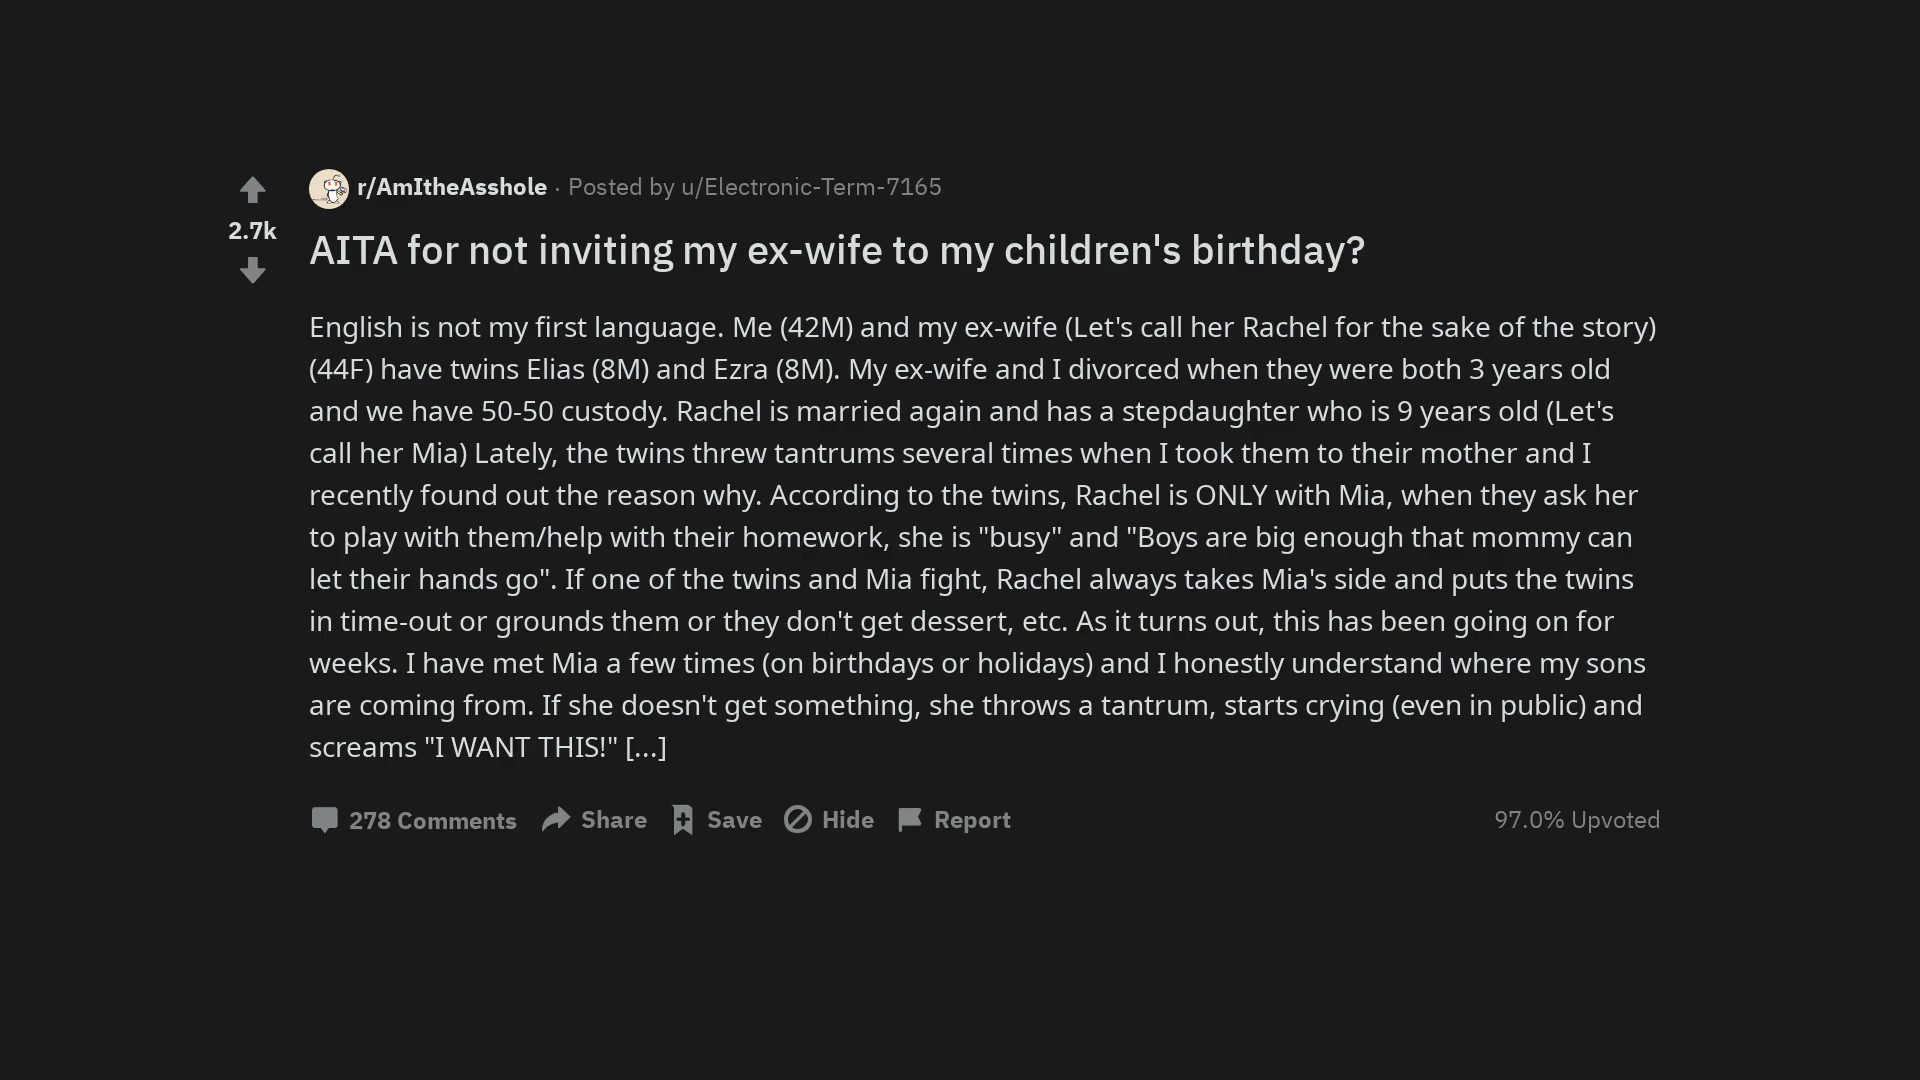 r/AmItheAsshole · Posted by u/Electronic-Term-7165
2.7k
AITA for not inviting my ex-wife to my children's birthday?
English is not my first language. Me (42M) and my ex-wife (Let's call her Rachel for the sake of the story)
(44F) have twins Elias (8M) and Ezra (8M). My ex-wife and I divorced when they were both 3 years old
and we have 50-50 custody. Rachel is married again and has a stepdaughter who is 9 years old (Let's
call her Mia) Lately, the twins threw tantrums several times when I took them to their mother and I
recently found out the reason why. According to the twins, Rachel is ONLY with Mia, when they ask her
to play with them/help with their homework, she is "busy" and "Boys are big enough that mommy can
let their hands go". If one of the twins and Mia fight, Rachel always takes Mia's side and puts the twins
in time-out or grounds them or they don't get dessert, etc. As it turns out, this has been going on for
weeks. I have met Mia a few times (on birthdays or holidays) and I honestly understand where my sons
are coming from. If she doesn't get something, she throws a tantrum, starts crying (even in public) and
screams "I WANT THIS!" [...]
278 Comments Share Save Hide Report 97.0% Upvoted